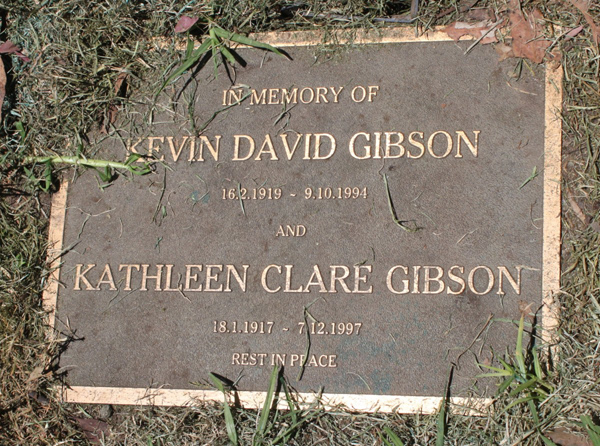 IN MEMORY OF
KEVIN DAVID GIBSON
16.2.1919 - 9.10.1994
AND
KATHLEEN CLARE GIBSON
18.1.1917 - 7.12.1997
REST IN PEACE